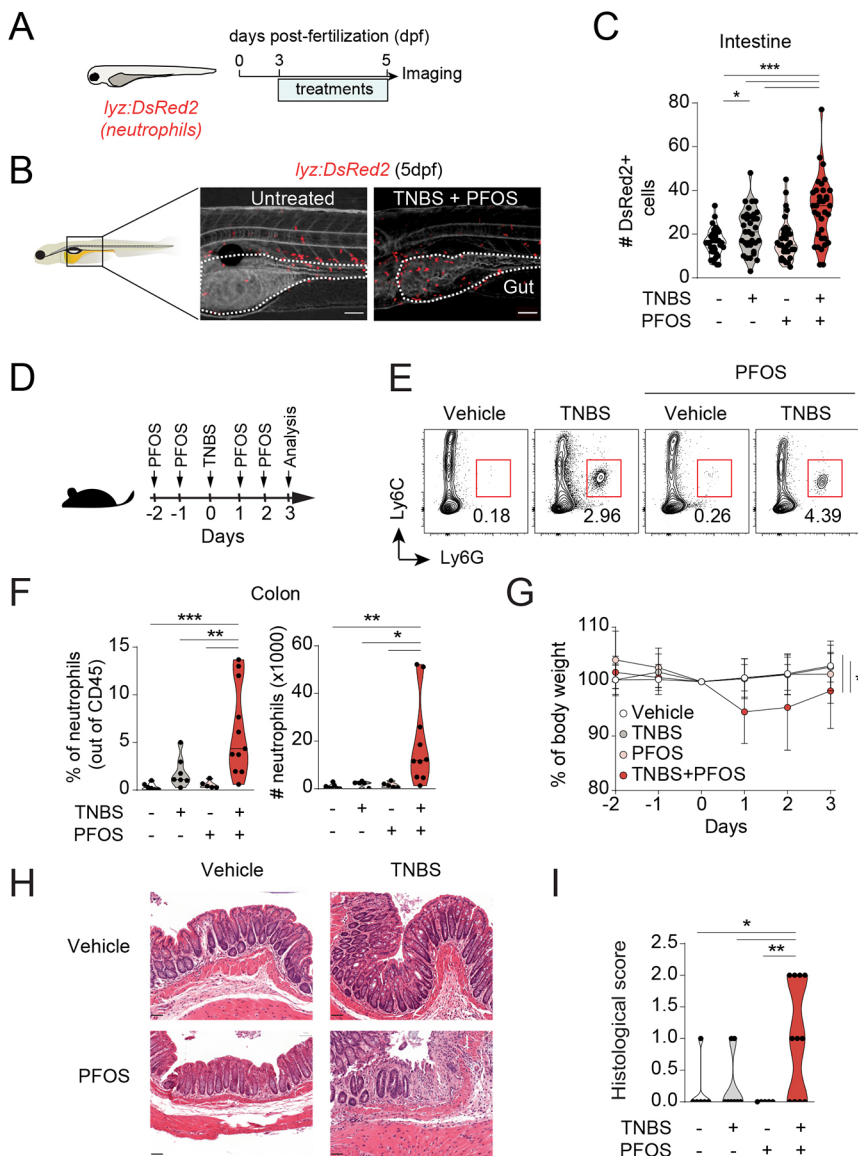 A
days post-fertilization (dpf)
0 3 5
Imaging
treatments
lyz:DsRed2
(neutrophils)
B
lyz:DsRed2 (5dpf)
Untreated
TNBS + PFOS
Gut
C
Intestine
***
*
# DsRed2+
cells
80
60
40
20
0
TNBS - + - +
PFOS - - + +
D
PFOS PFOS TNBS PFOS PFOS Analysis
-2 -1 0 1 2 3
Days
E
PFOS
Vehicle TNBS Vehicle TNBS
0.18 2.96 0.26 4.39
Ly6C
Ly6G
F
Colon
***
**
% of neutrophils
(out of CD45)
15
10
5
0
TNBS - + - +
PFOS - - + +
**
*
# neutrophils (x1000)
60
40
20
0
- + - +
- - + +
G
% of body weight
110
100
90
80
Vehicle
TNBS
PFOS
TNBS+PFOS
*
-2 -1 0 1 2 3
Days
H
Vehicle TNBS
Vehicle
PFOS
I
*
**
Histological score
2.5
2.0
1.5
1.0
0.5
0.0
TNBS - + - +
PFOS - - + +